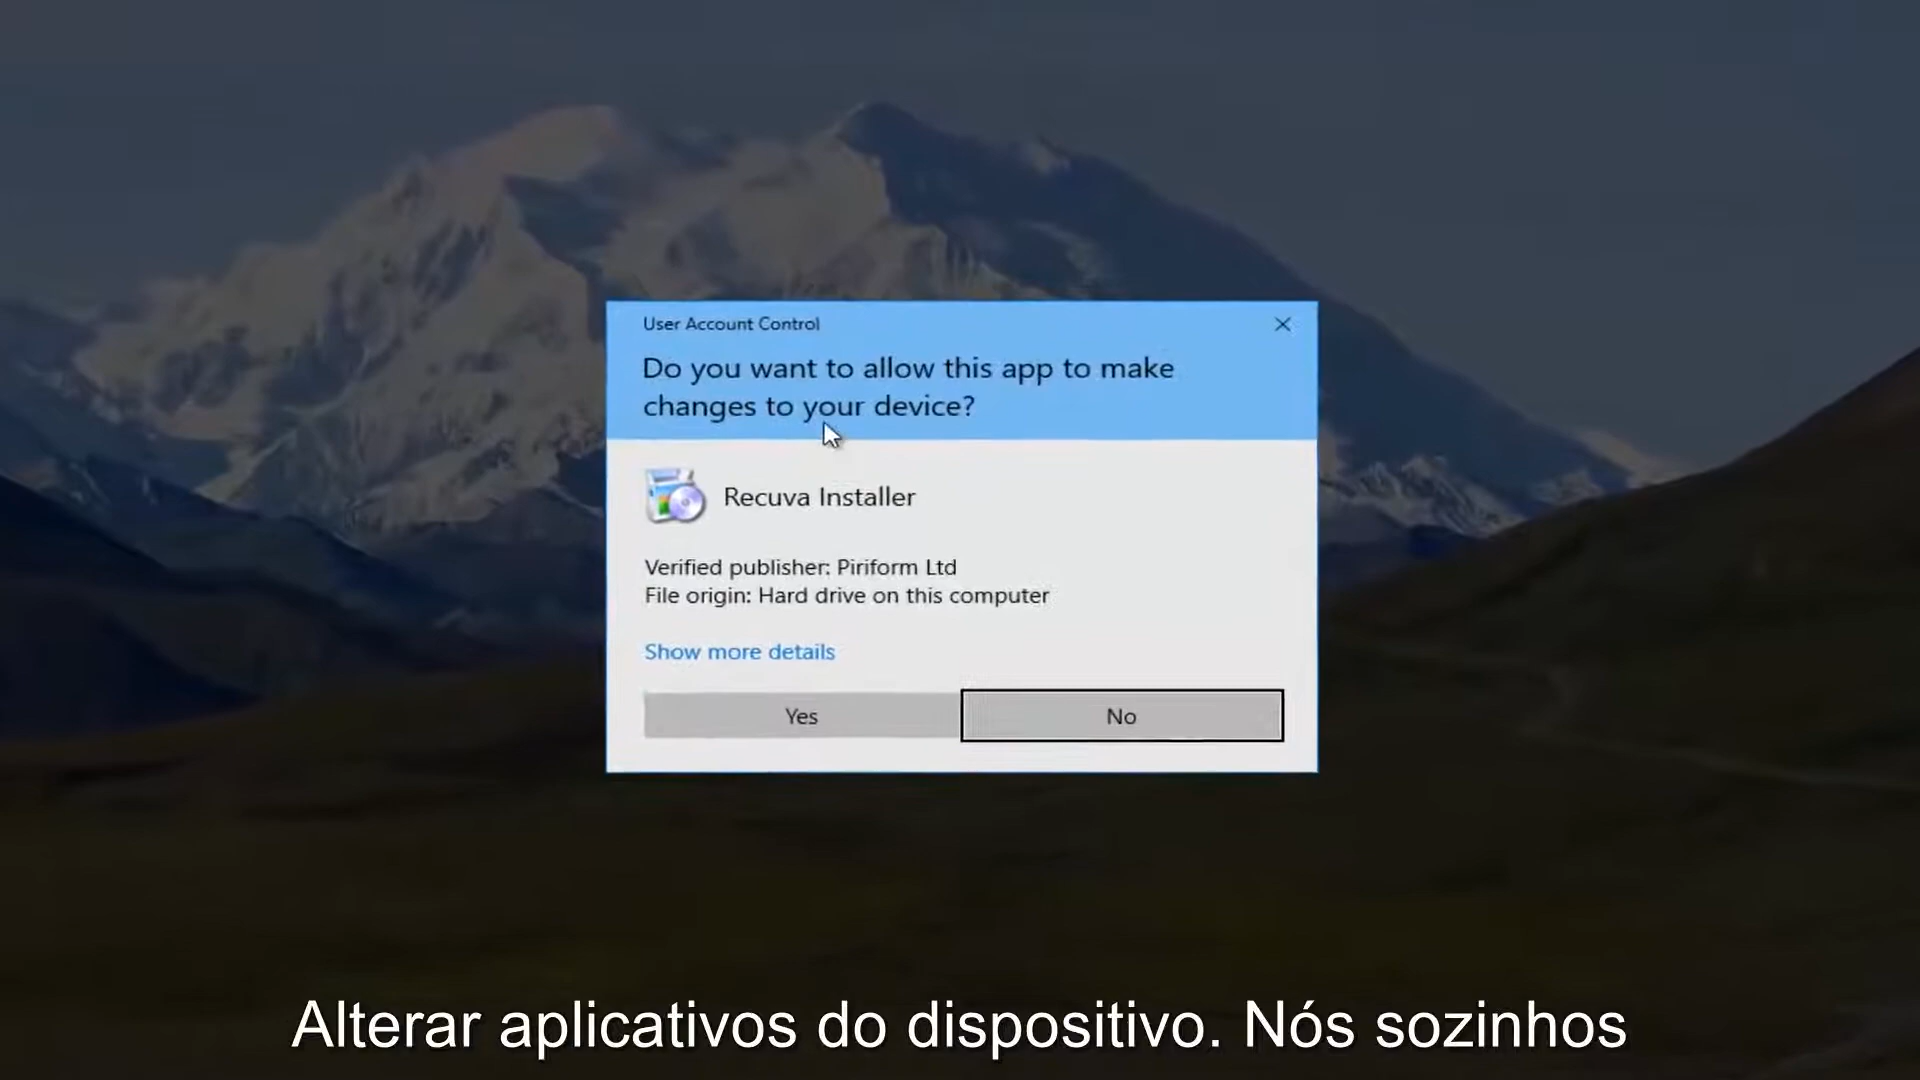 User Account Control
Do you want to allow this app to make
changes to your device?
Recuva Installer
Verified publisher: Piriform Ltd
File origin: Hard drive on this computer
Show more details
Yes
No
Alterar aplicativos do dispositivo. Nós sozinhos